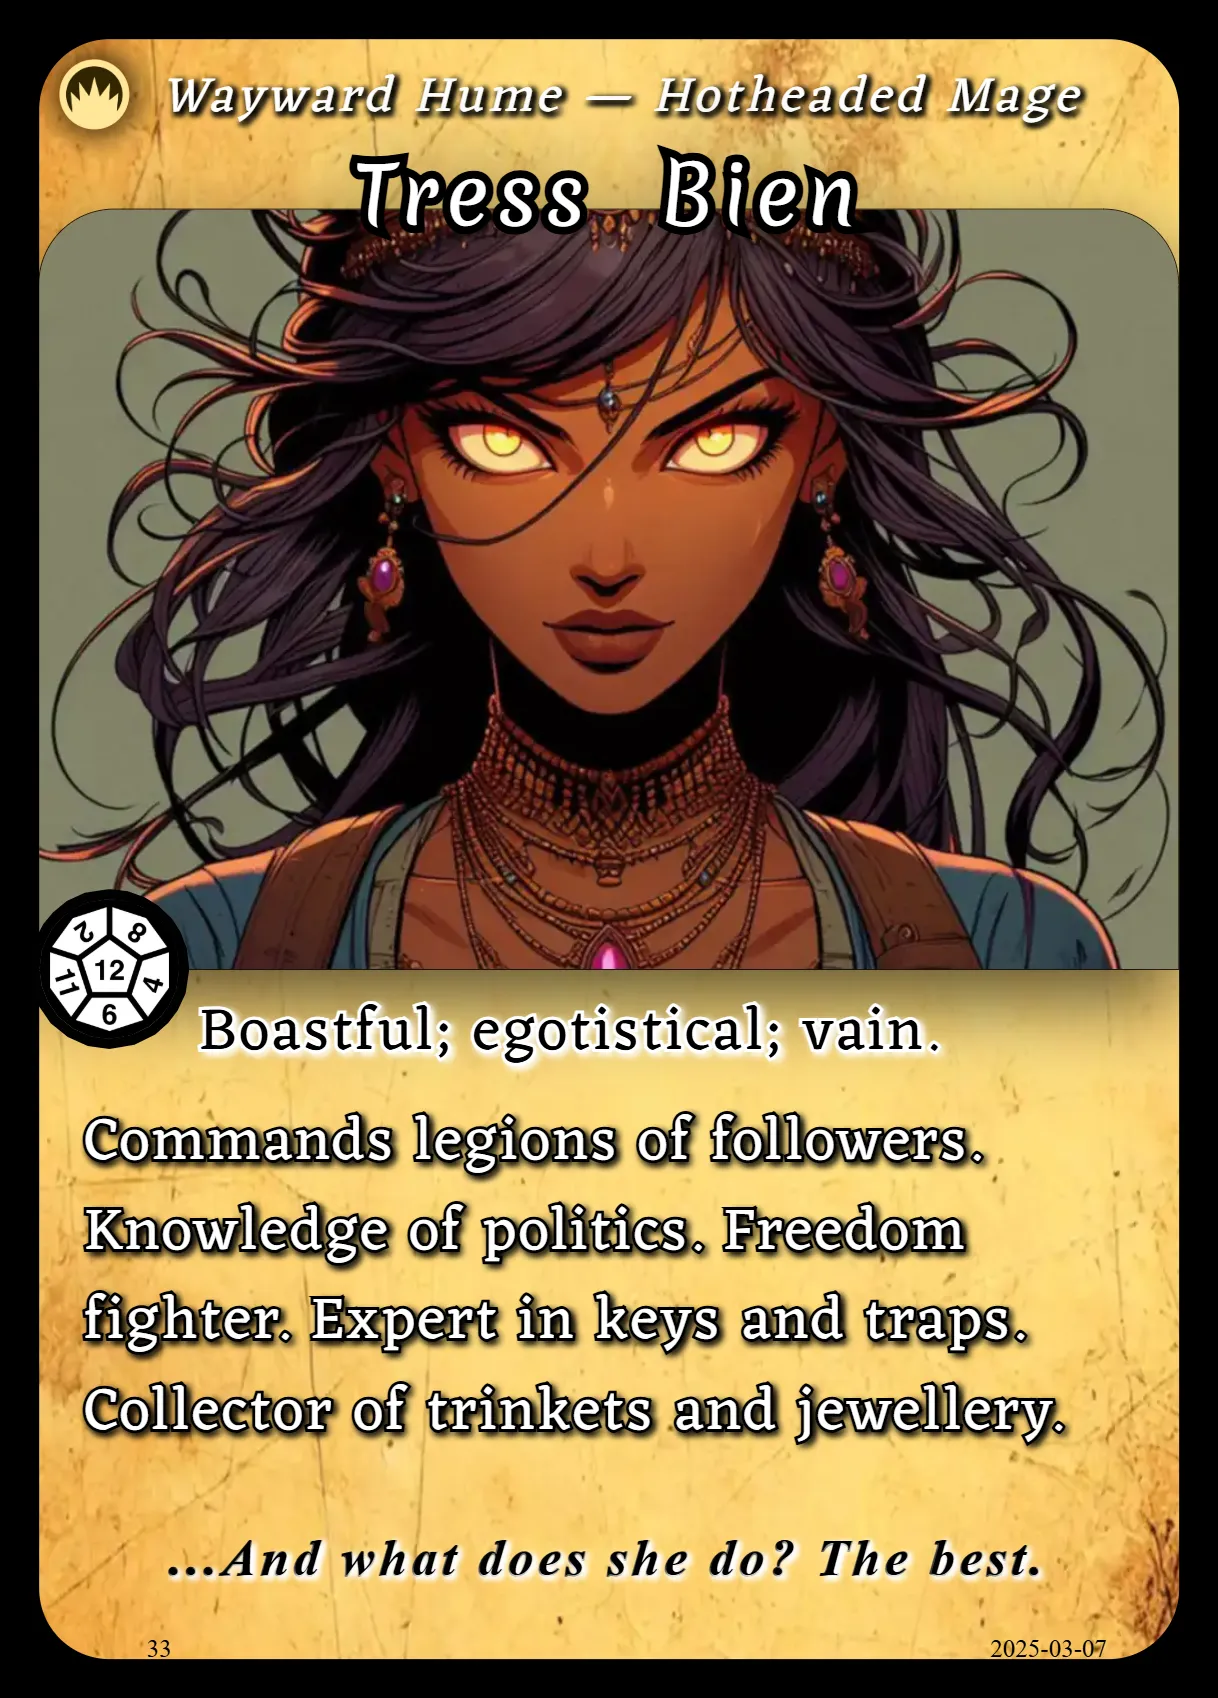 Wayward Hume — Hotheaded Mage
Tress Bien
2 8
11 12 4
6
Boastful; egotistical; vain.
Commands legions of followers.
Knowledge of politics. Freedom
fighter. Expert in keys and traps.
Collector of trinkets and jewellery.
...And what does she do? The best.
33 2025-03-07